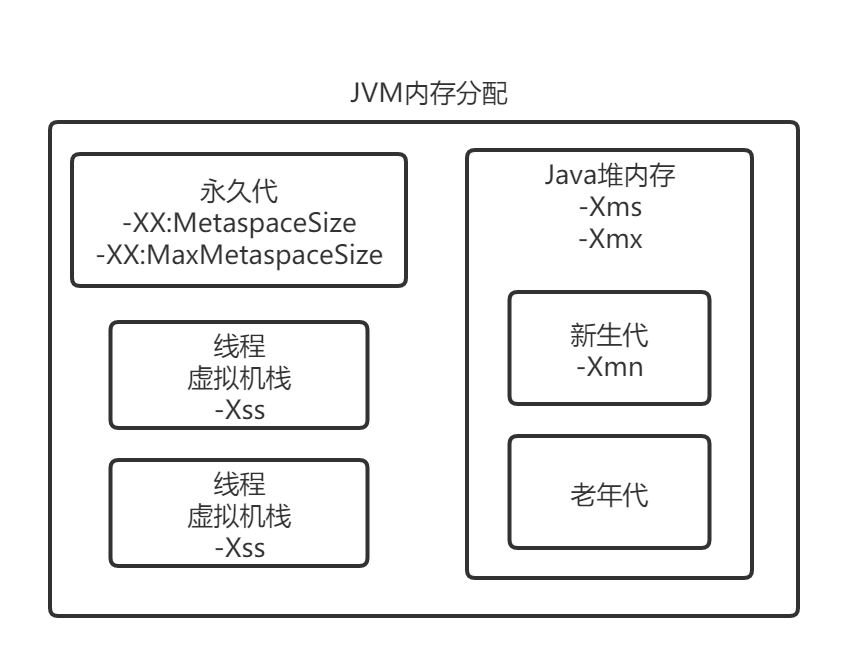 JVM内存分配
永久代
-XX:MetaspaceSize
-XX:MaxMetaspaceSize
线程
虚拟机栈
-Xss
线程
虚拟机栈
-Xss
Java堆内存
-Xms
-Xmx
新生代
-Xmn
老年代